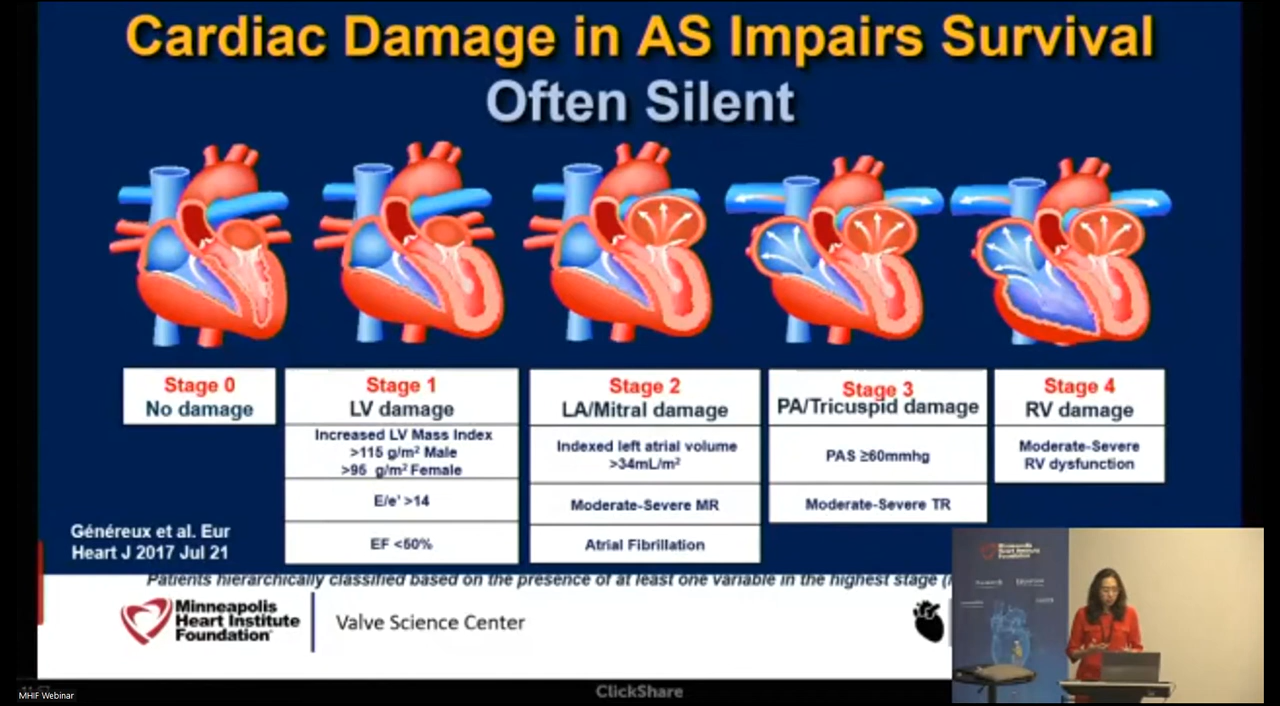 Cardiac Damage in AS Impairs Survival
Often Silent
Stage 0
No damage
Stage 1
LV damage
Increased LV Mass Index
>115 g/m² Male
>95 g/m² Female
E/e' >14
EF <50%
Stage 2
LA/Mitral damage
Indexed left atrial volume
>34mL/m²
Moderate-Severe MR
Atrial Fibrillation
Stage 3
PA/Tricuspid damage
PAS ≥60mmhg
Moderate-Severe TR
Stage 4
RV damage
Moderate-Severe
RV dysfunction
Généreux et al. Eur
Heart J 2017 Jul 21
Patients hierarchically classified based on the presence of at least one variable in the highest stage
Minneapolis
Heart Institute
Foundation
Valve Science Center
Minneapolis
Heart Institute
Foundation
MHIF Webinar
ClickShare